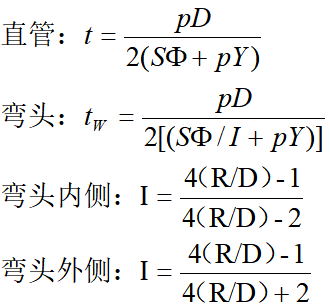 直管：t = pD / 2(SΦ + pY)
弯头：t_W = pD / 2[(SΦ / I + pY)]
弯头内侧：I = 4（R/D）-1 / 4（R/D）-2
弯头外侧：I = 4（R/D）-1 / 4（R/D）+2